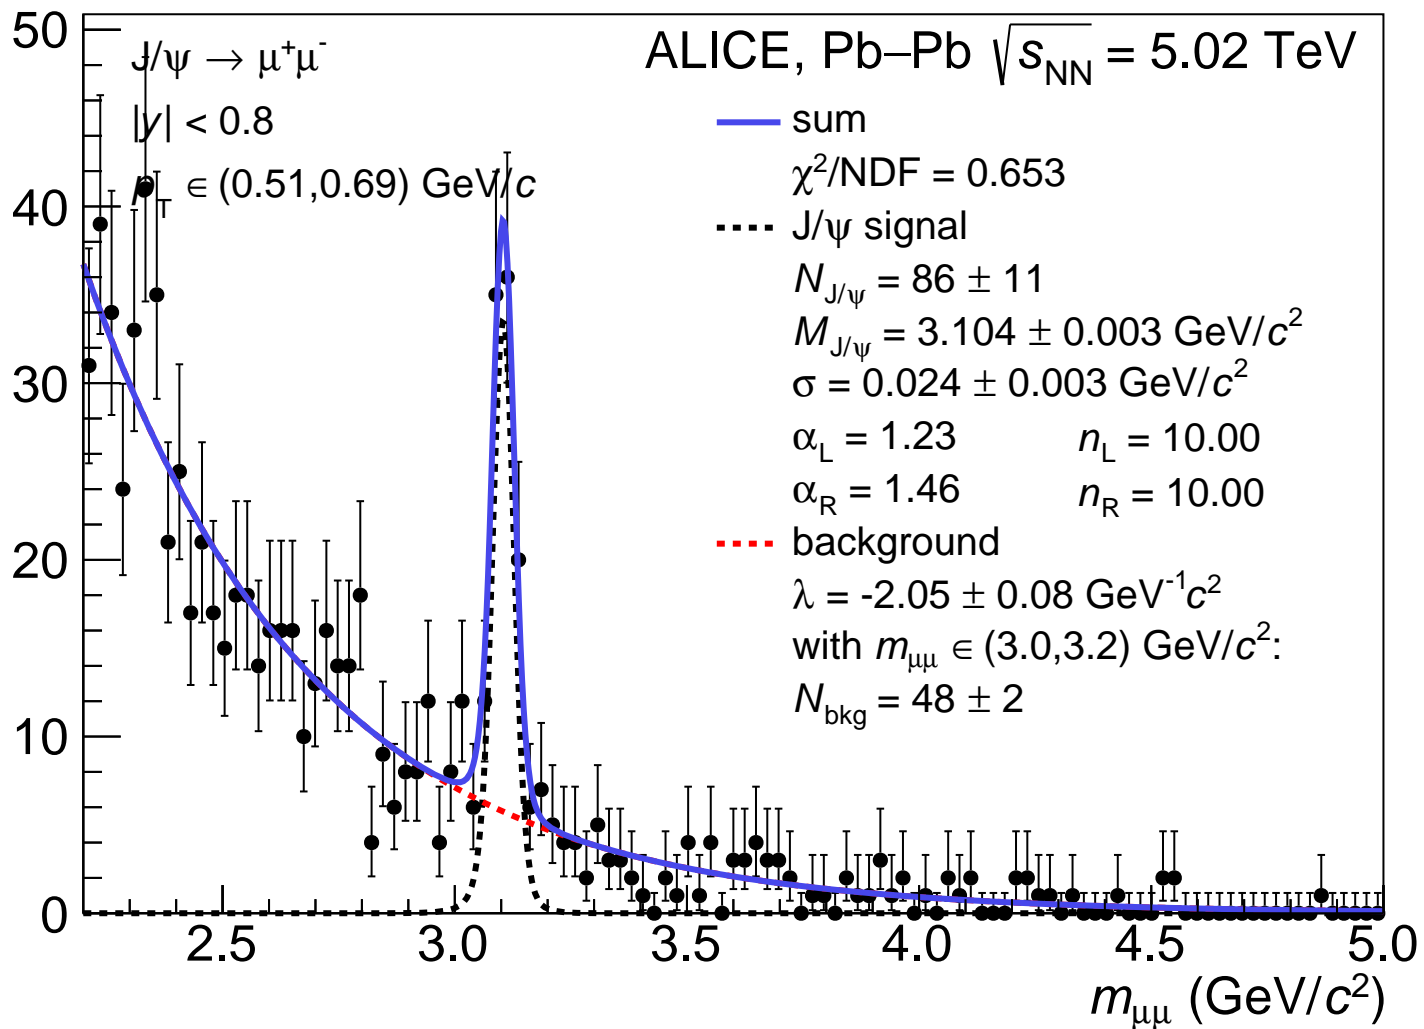 50
40
30
20
10
0
J/ψ → μ⁺μ⁻
|y| < 0.8
p_T ∈ (0.51,0.69) GeV/c
ALICE, Pb–Pb √s_NN = 5.02 TeV
sum
χ²/NDF = 0.653
J/ψ signal
N_J/ψ = 86 ± 11
M_J/ψ = 3.104 ± 0.003 GeV/c²
σ = 0.024 ± 0.003 GeV/c²
α_L = 1.23 n_L = 10.00
α_R = 1.46 n_R = 10.00
background
λ = -2.05 ± 0.08 GeV⁻¹c²
with m_μμ ∈ (3.0,3.2) GeV/c²:
N_bkg = 48 ± 2
2.5 3.0 3.5 4.0 4.5 5.0
m_μμ (GeV/c²)